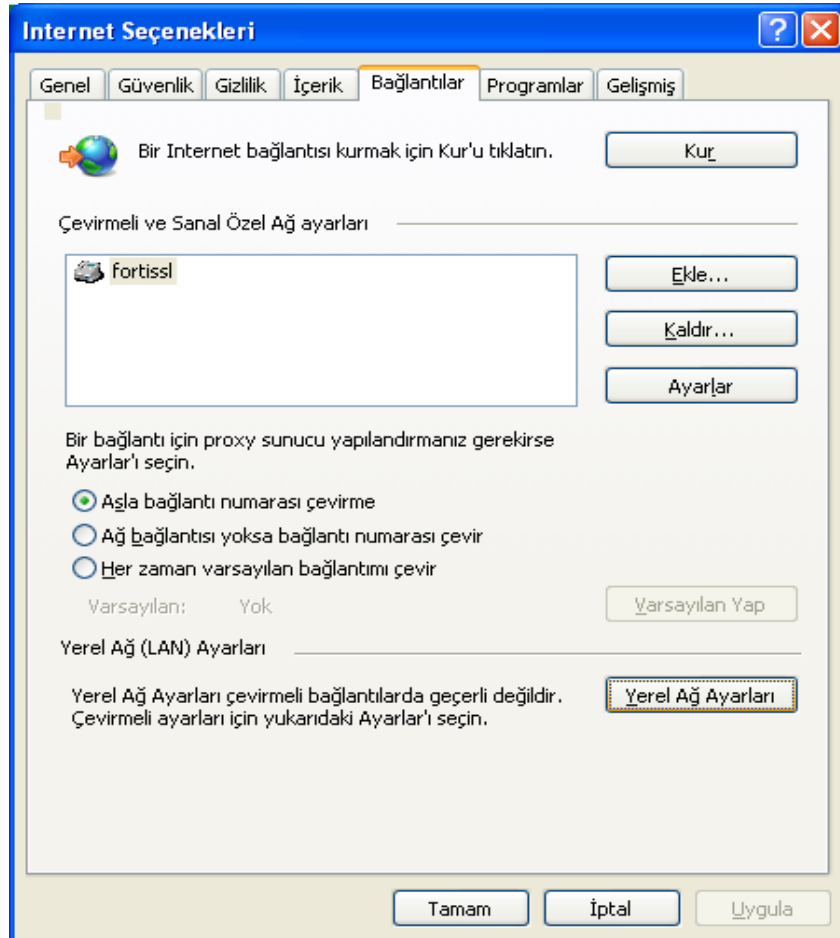 Internet Seçenekleri
Genel Güvenlik Gizlilik İçerik Bağlantılar Programlar Gelişmiş
Bir Internet bağlantısı kurmak için Kur'u tıklatın.
Kur
Çevirmeli ve Sanal Özel Ağ ayarları
fortissl
Ekle...
Kaldır...
Ayarlar
Bir bağlantı için proxy sunucu yapılandırmanız gerekirse
Ayarlar'ı seçin.
Asla bağlantı numarası çevirme
Ağ bağlantısı yoksa bağlantı numarası çevir
Her zaman varsayılan bağlantımı çevir
Varsayılan: Yok
Varsayılan Yap
Yerel Ağ (LAN) Ayarları
Yerel Ağ Ayarları çevirmeli bağlantılarda geçerli değildir.
Çevirmeli ayarları için yukarıdaki Ayarlar'ı seçin.
Yerel Ağ Ayarları
Tamam İptal Uygula